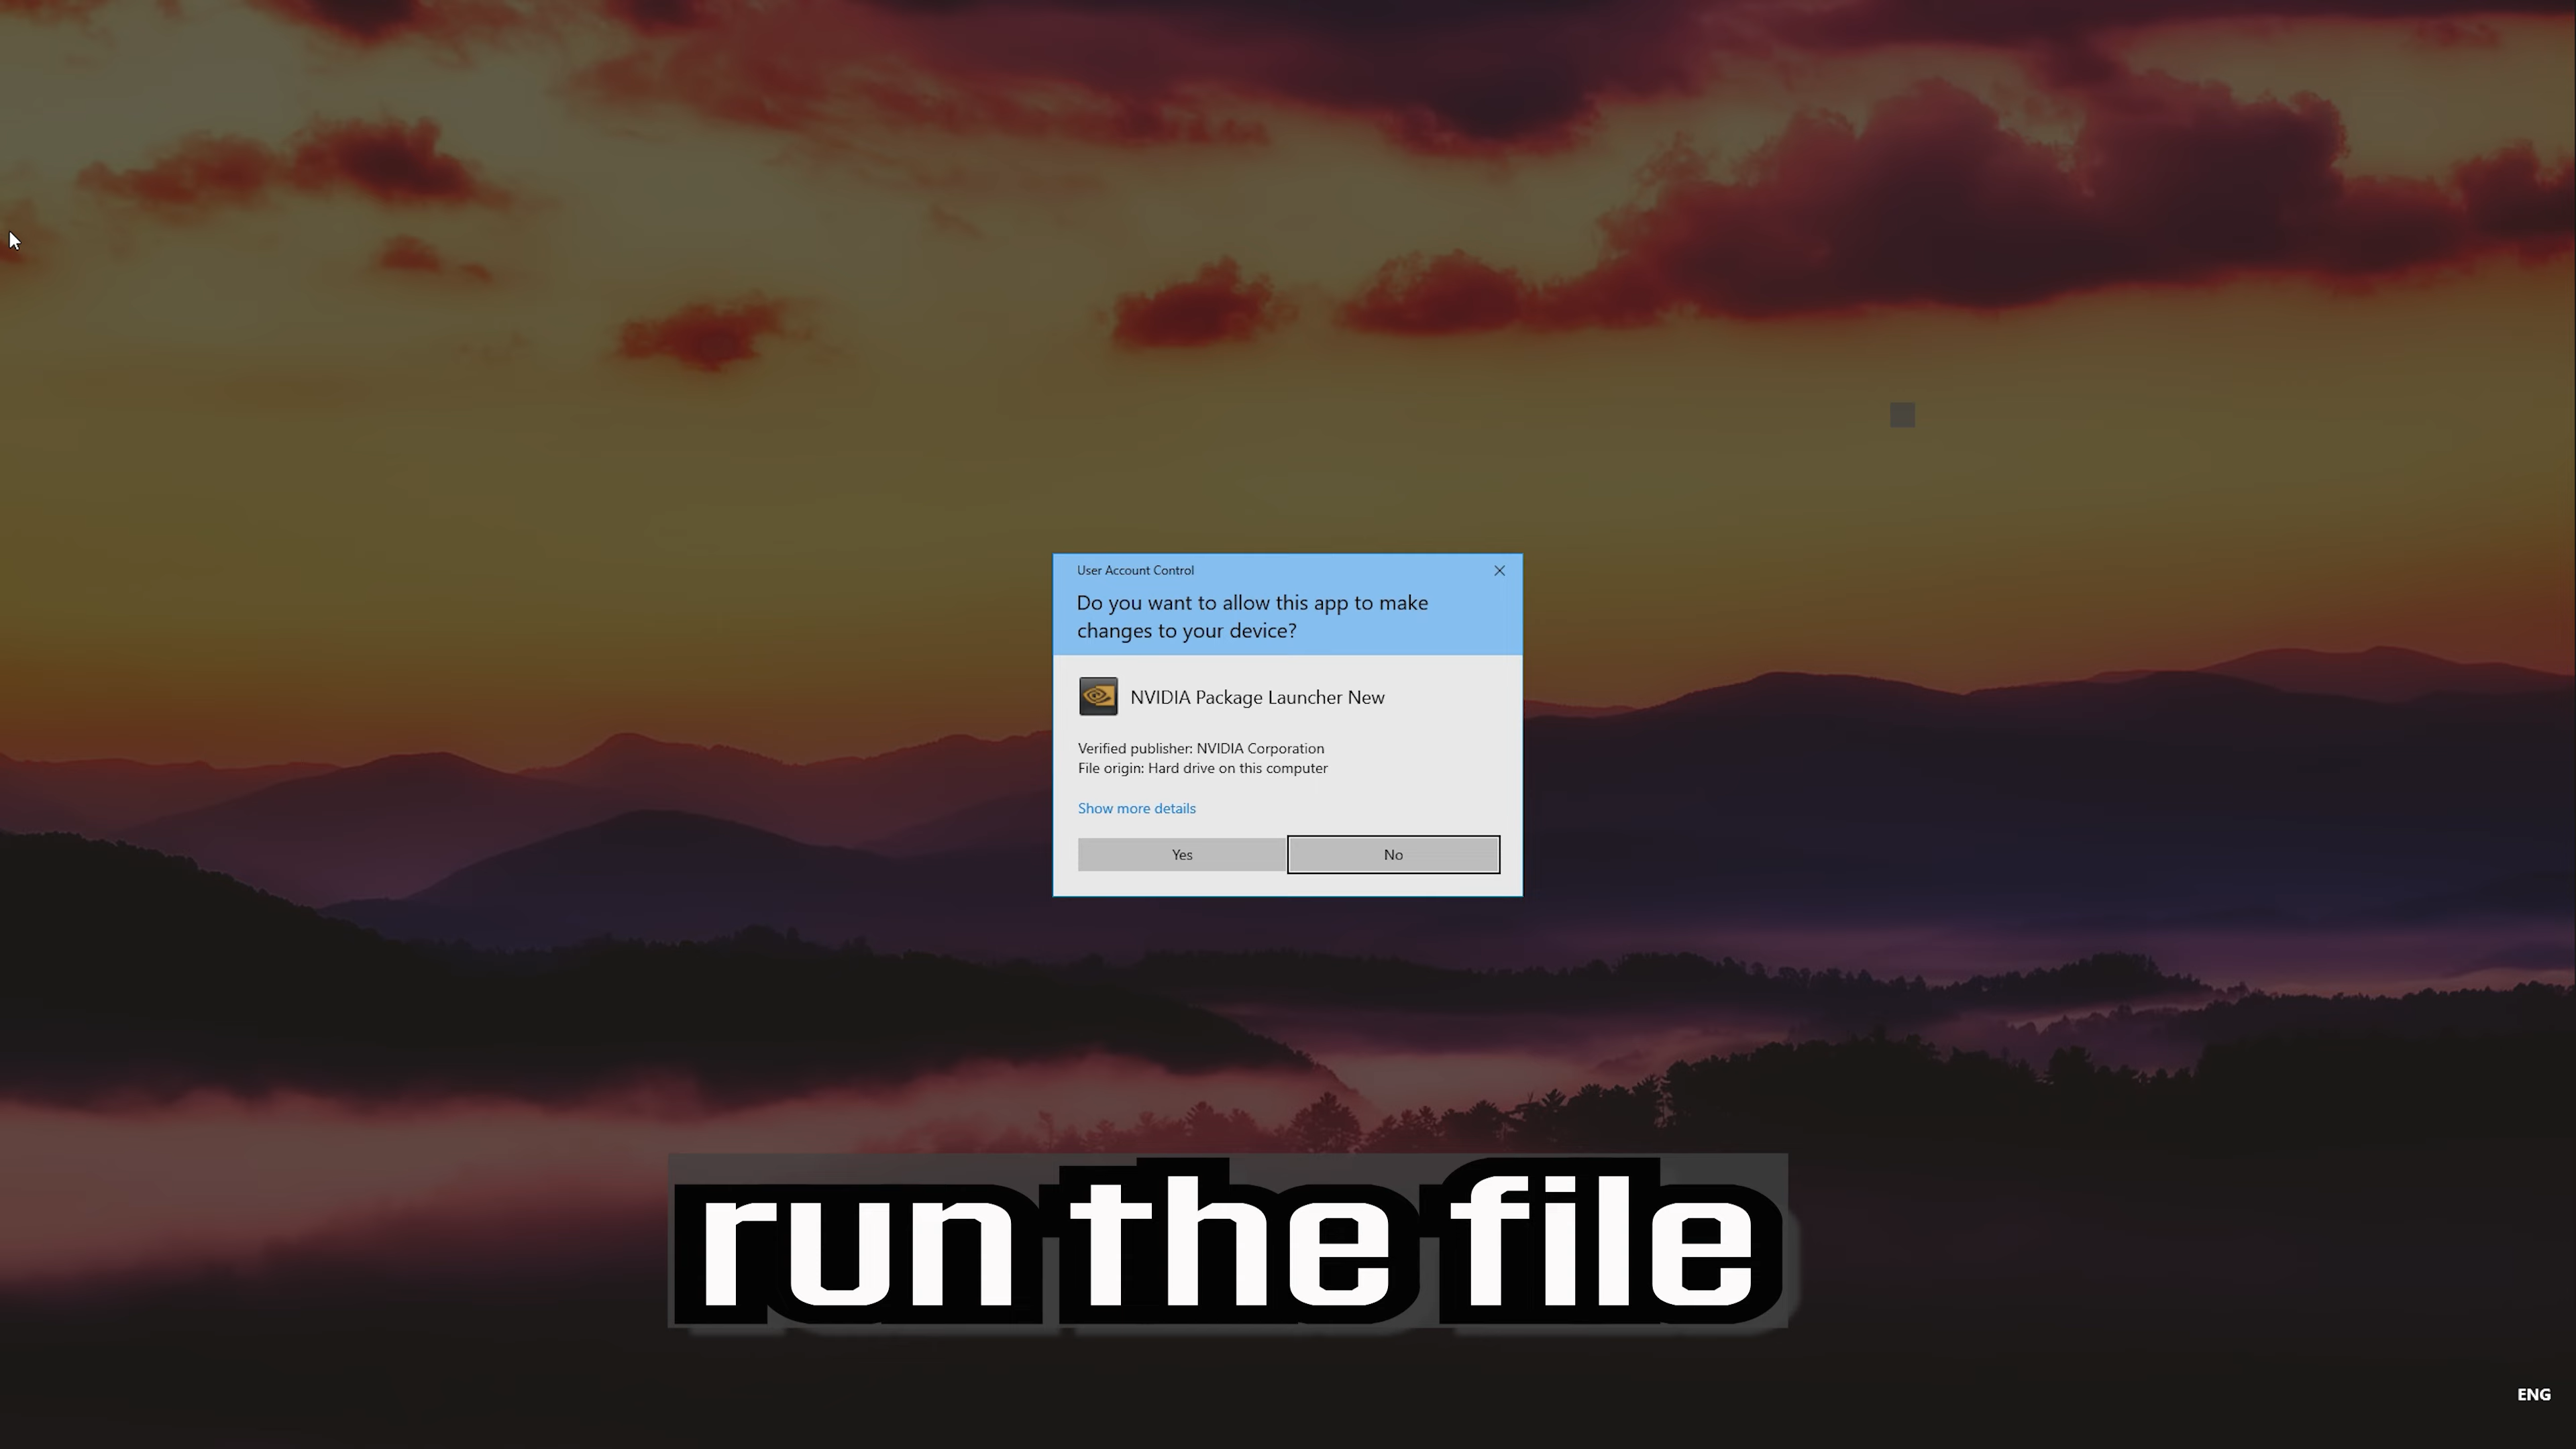 User Account Control
Do you want to allow this app to make
changes to your device?
NVIDIA Package Launcher New
Verified publisher: NVIDIA Corporation
File origin: Hard drive on this computer
Show more details
Yes
No
run the file
ENG